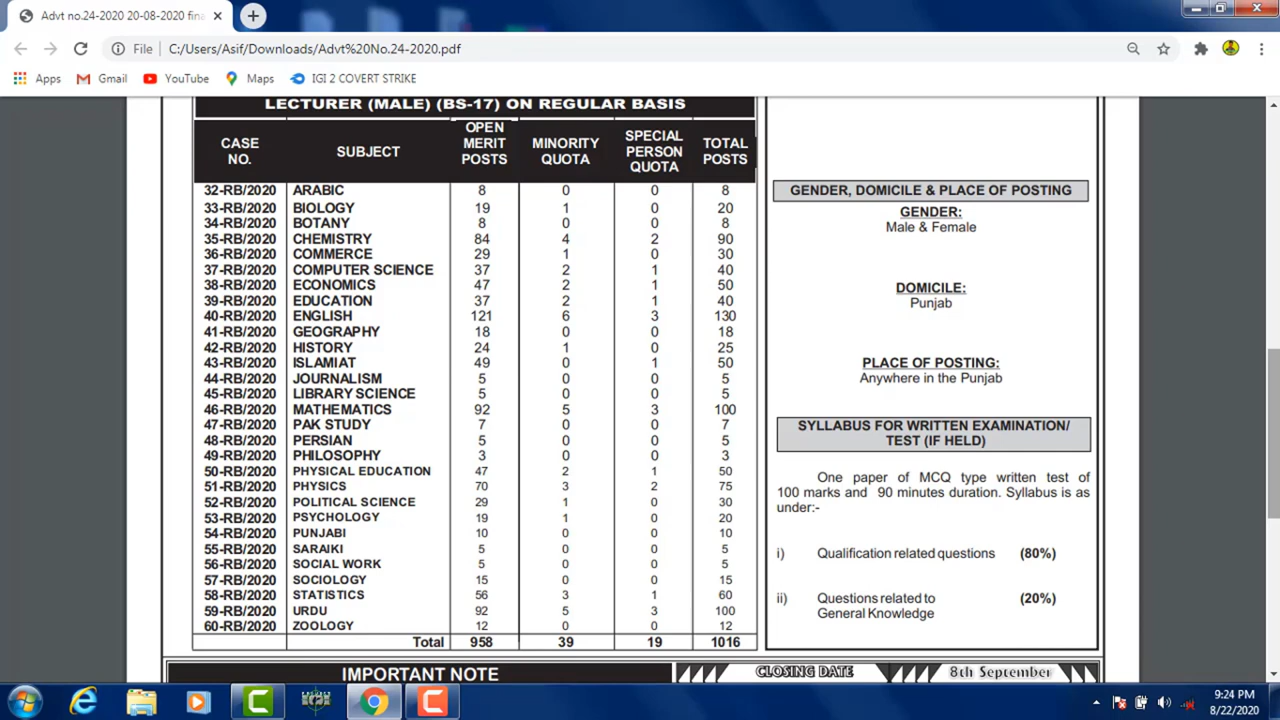 Advt no.24-2020 20-08-2020 fina
File C:/Users/Asif/Downloads/Advt%20No.24-2020.pdf
Apps Gmail YouTube Maps IGI 2 COVERT STRIKE
LECTURER (MALE) (BS-17) ON REGULAR BASIS
CASE NO. SUBJECT OPEN MERIT POSTS MINORITY QUOTA SPECIAL PERSON QUOTA TOTAL POSTS
32-RB/2020 ARABIC 8 0 0 8
33-RB/2020 BIOLOGY 19 1 0 20
34-RB/2020 BOTANY 8 0 0 8
35-RB/2020 CHEMISTRY 84 4 2 90
36-RB/2020 COMMERCE 29 1 0 30
37-RB/2020 COMPUTER SCIENCE 37 2 1 40
38-RB/2020 ECONOMICS 47 2 1 50
39-RB/2020 EDUCATION 37 2 1 40
40-RB/2020 ENGLISH 121 6 3 130
41-RB/2020 GEOGRAPHY 18 0 0 18
42-RB/2020 HISTORY 24 1 0 25
43-RB/2020 ISLAMIAT 49 0 1 50
44-RB/2020 JOURNALISM 5 0 0 5
45-RB/2020 LIBRARY SCIENCE 5 0 0 5
46-RB/2020 MATHEMATICS 92 5 3 100
47-RB/2020 PAK STUDY 7 0 0 7
48-RB/2020 PERSIAN 5 0 0 5
49-RB/2020 PHILOSOPHY 3 0 0 3
50-RB/2020 PHYSICAL EDUCATION 47 2 1 50
51-RB/2020 PHYSICS 70 3 2 75
52-RB/2020 POLITICAL SCIENCE 29 1 0 30
53-RB/2020 PSYCHOLOGY 19 1 0 20
54-RB/2020 PUNJABI 10 0 0 10
55-RB/2020 SARAIKI 5 0 0 5
56-RB/2020 SOCIAL WORK 5 0 0 5
57-RB/2020 SOCIOLOGY 15 0 0 15
58-RB/2020 STATISTICS 56 3 1 60
59-RB/2020 URDU 92 5 3 100
60-RB/2020 ZOOLOGY 12 0 0 12
Total 958 39 19 1016
GENDER, DOMICILE & PLACE OF POSTING
GENDER:
Male & Female
DOMICILE:
Punjab
PLACE OF POSTING:
Anywhere in the Punjab
SYLLABUS FOR WRITTEN EXAMINATION/
TEST (IF HELD)
One paper of MCQ type written test of
100 marks and 90 minutes duration. Syllabus is as
under:-
i) Qualification related questions (80%)
ii) Questions related to (20%)
General Knowledge
IMPORTANT NOTE
CLOSING DATE
8th September
9:24 PM
8/22/2020